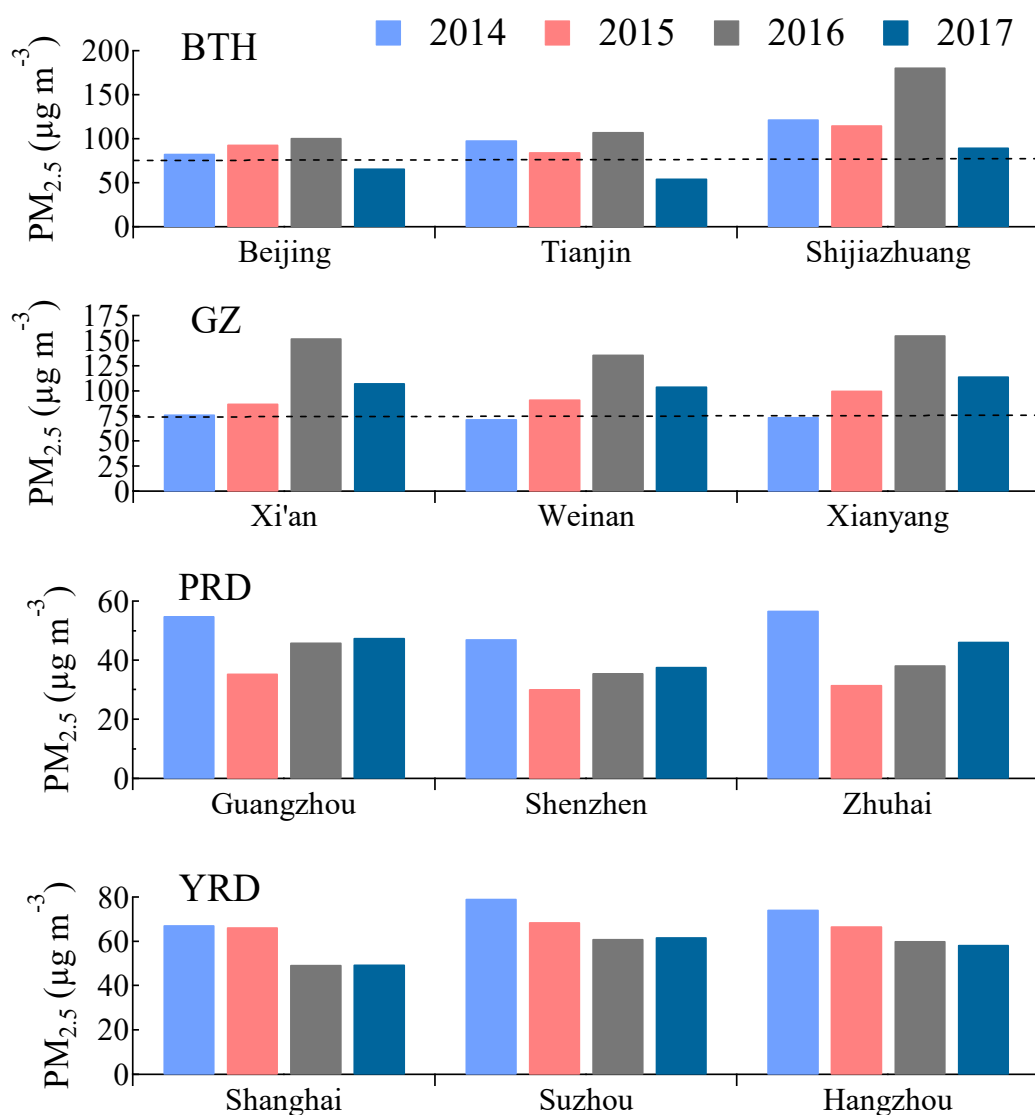 BTH
2014 2015 2016 2017
PM2.5 (μg m-3)
200
150
100
50
0
Beijing Tianjin Shijiazhuang
GZ
PM2.5 (μg m-3)
175
150
125
100
75
50
25
0
Xi'an Weinan Xianyang
PRD
PM2.5 (μg m-3)
60
40
20
0
Guangzhou Shenzhen Zhuhai
YRD
PM2.5 (μg m-3)
80
60
40
20
0
Shanghai Suzhou Hangzhou